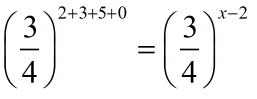 (3/4)^(2+3+5+0) = (3/4)^(x−2)